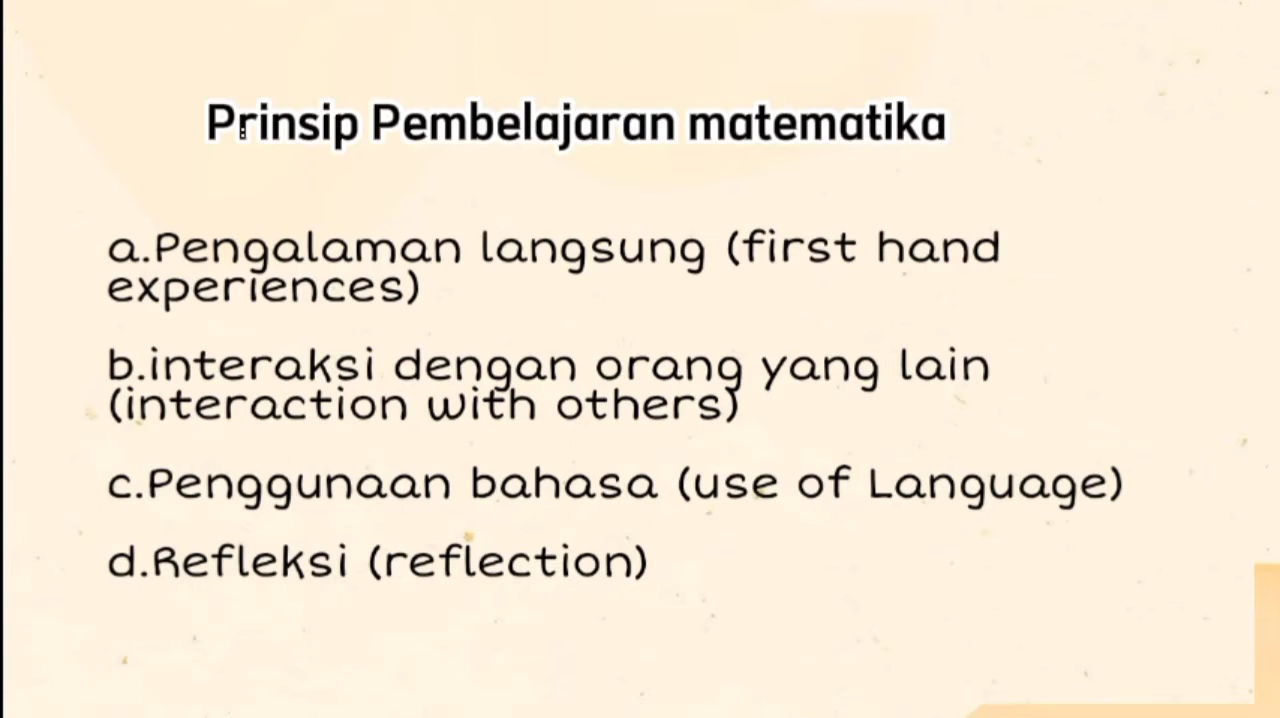 Prinsip Pembelajaran matematika
a.Pengalaman langsung (first hand
experiences)
b.interaksi dengan orang yang lain
(interaction with others)
c.Penggunaan bahasa (use of Language)
d.Refleksi (reflection)